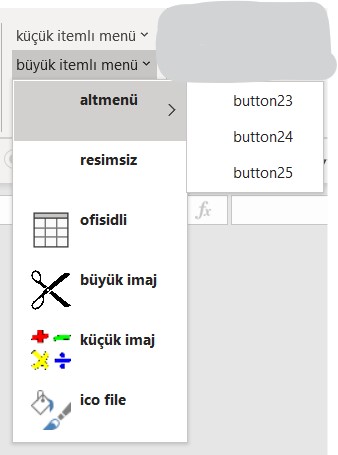 küçük itemlı menü
büyük itemlı menü
altmenü
button23
button24
button25
resimsiz
ofisidli
fx
büyük imaj
küçük imaj
ico file